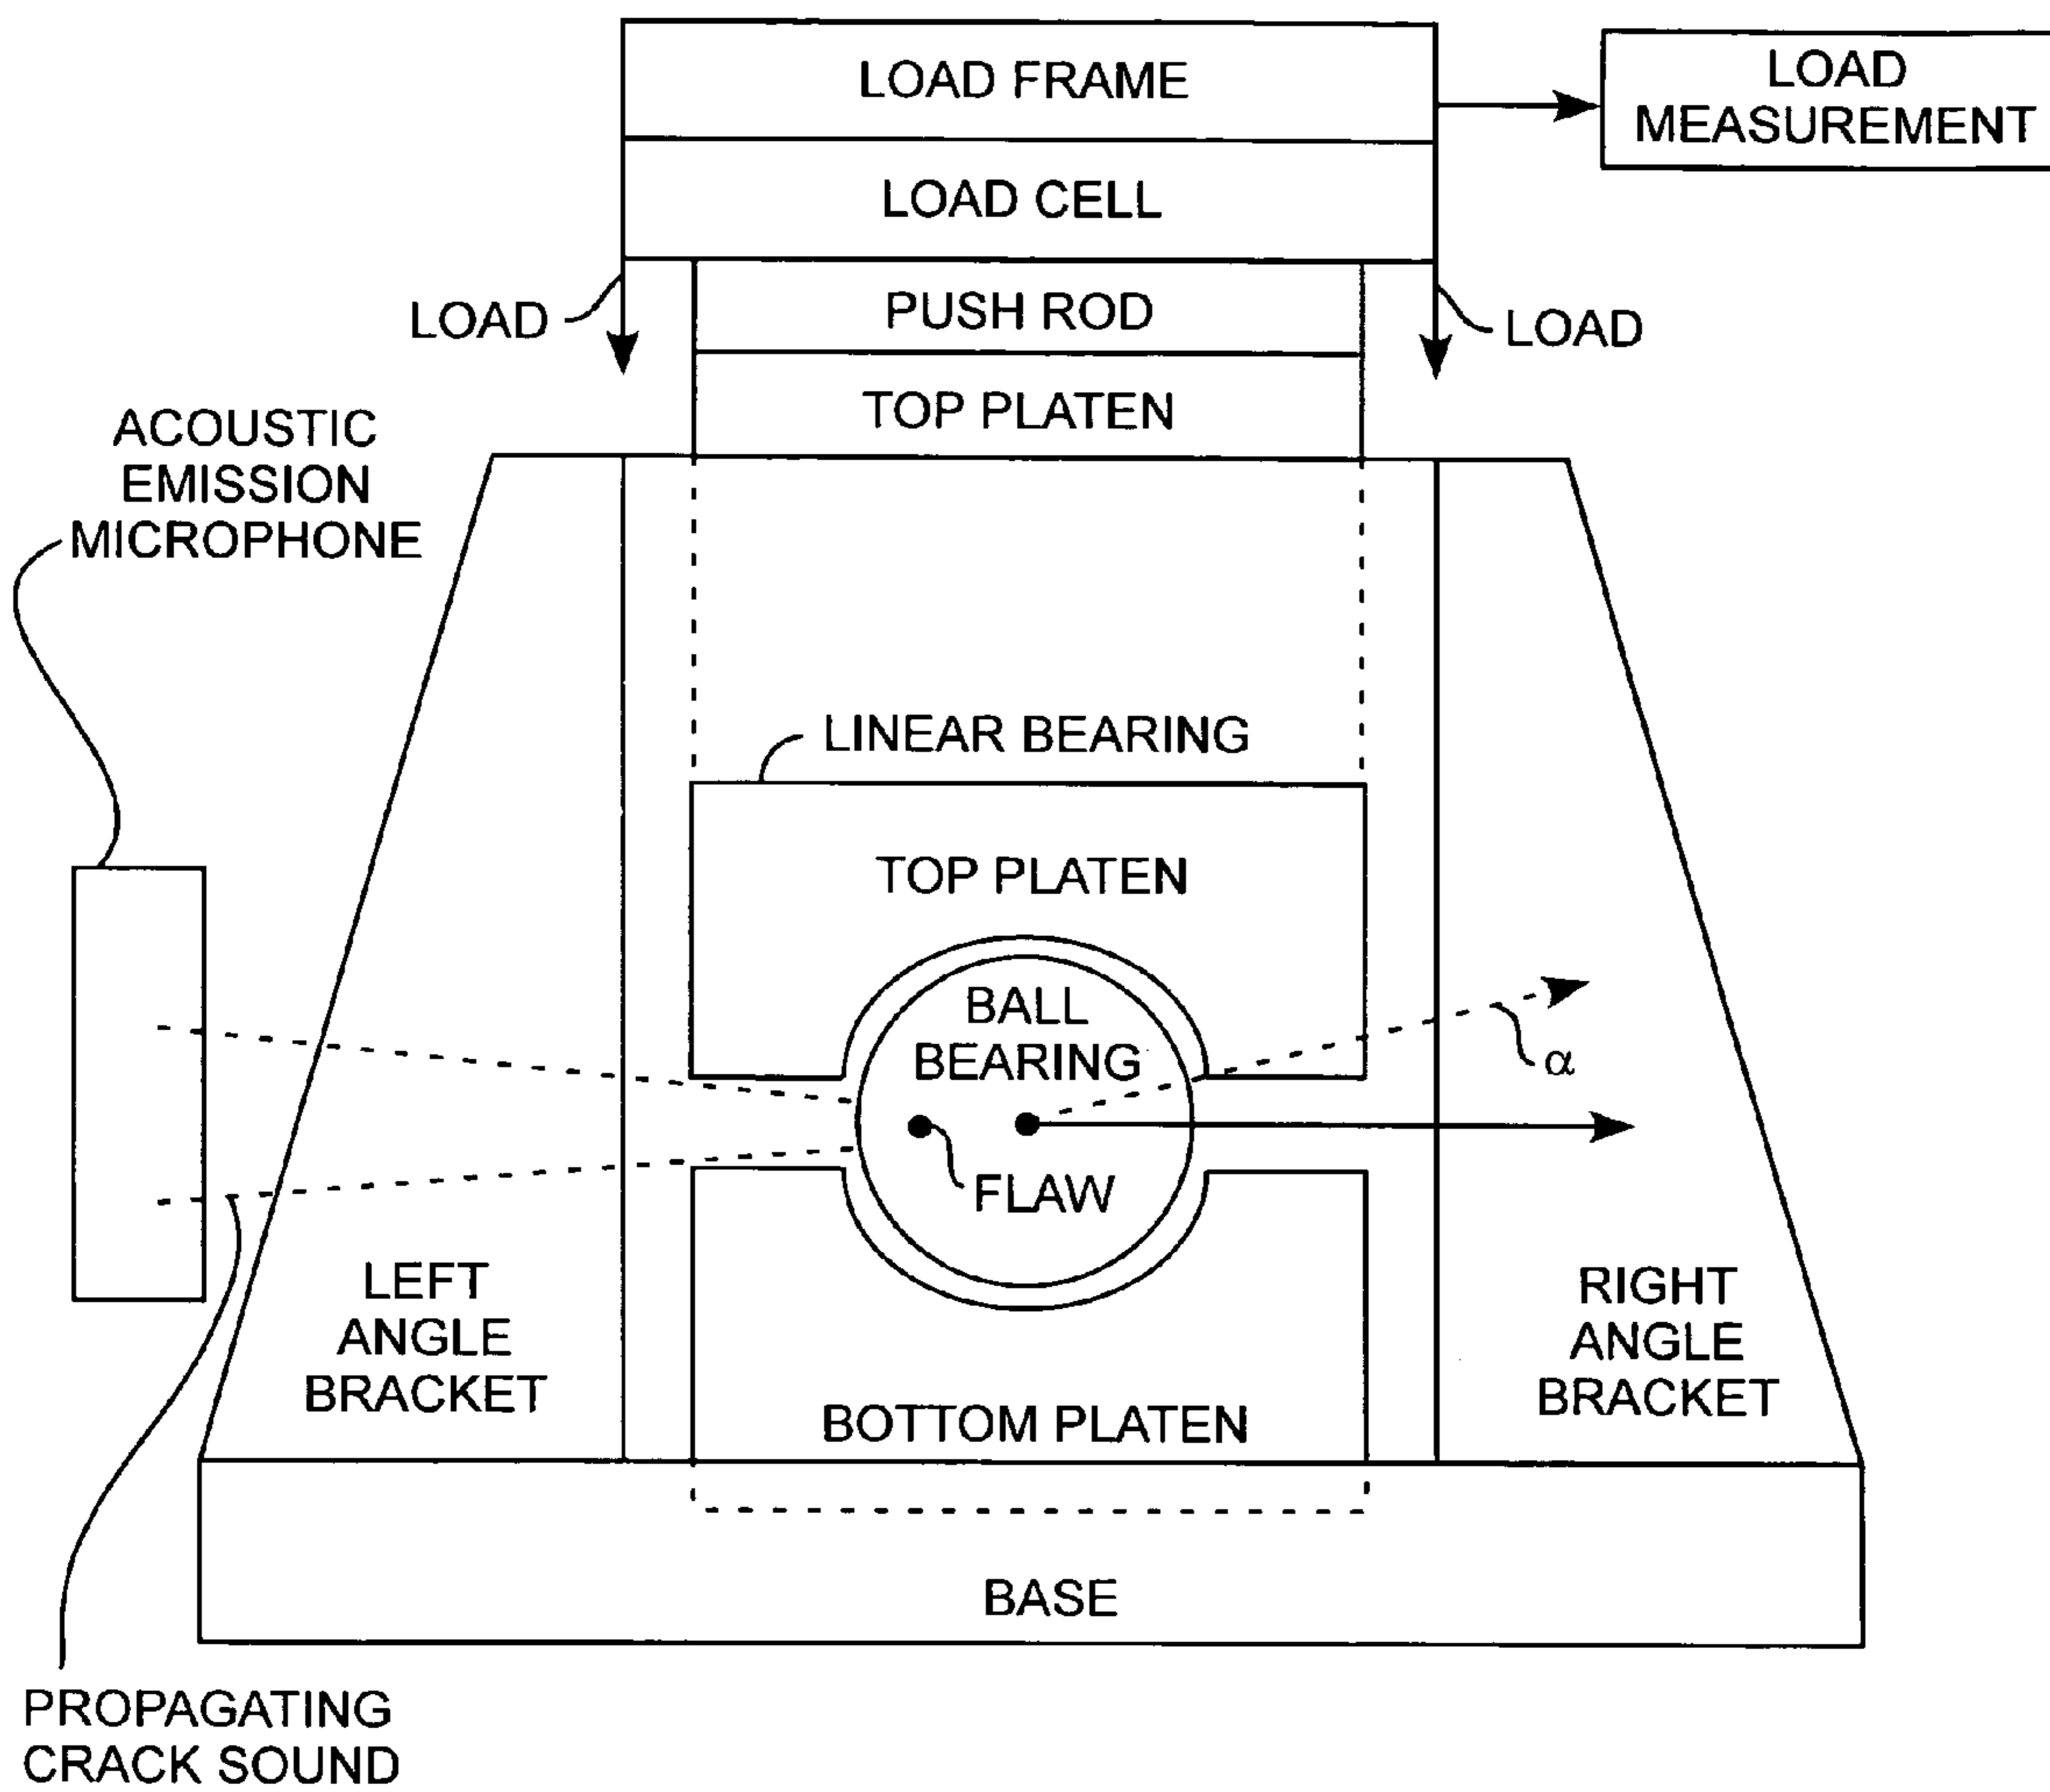 LOAD FRAME
LOAD
MEASUREMENT
LOAD CELL
PUSH ROD
LOAD
LOAD
TOP PLATEN
ACOUSTIC
EMISSION
MICROPHONE
LINEAR BEARING
TOP PLATEN
BALL
BEARING
α
FLAW
LEFT
ANGLE
BRACKET
RIGHT
ANGLE
BRACKET
BOTTOM PLATEN
BASE
PROPAGATING
CRACK SOUND